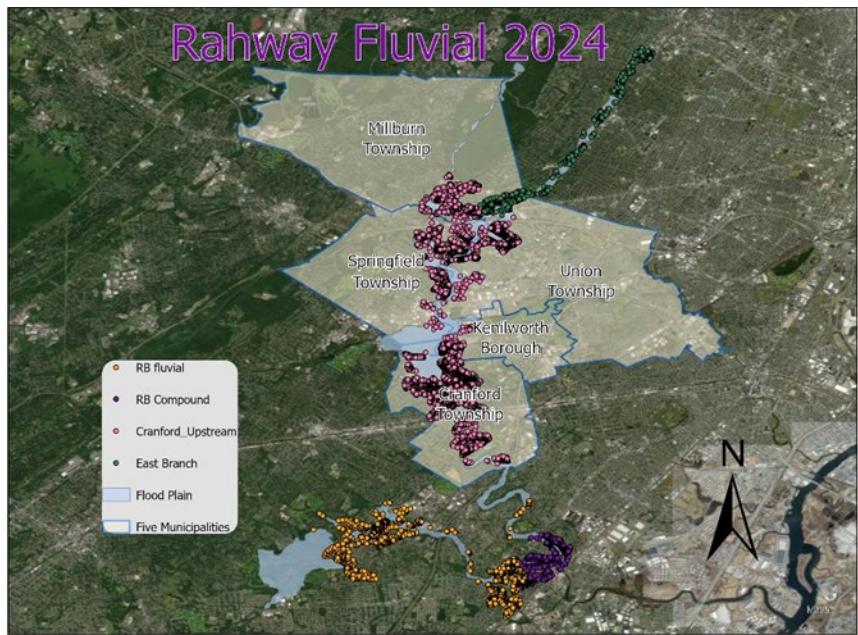 Rahway Fluvial 2024
Millburn
Township
Springfield
Township
Union
Township
Kenilworth
Borough
Cranford
Township
RB fluvial
RB Compound
Cranford_Upstream
East Branch
Flood Plain
Five Municipalities
N